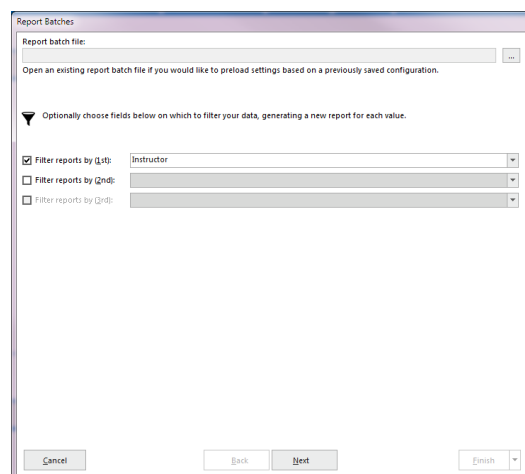 Report Batches
Report batch file:
...
Open an existing report batch file if you would like to preload settings based on a previously saved configuration.
Optionally choose fields below on which to filter your data, generating a new report for each value.
Filter reports by (1st): Instructor
Filter reports by (2nd):
Filter reports by (3rd):
Cancel Back Next Finish